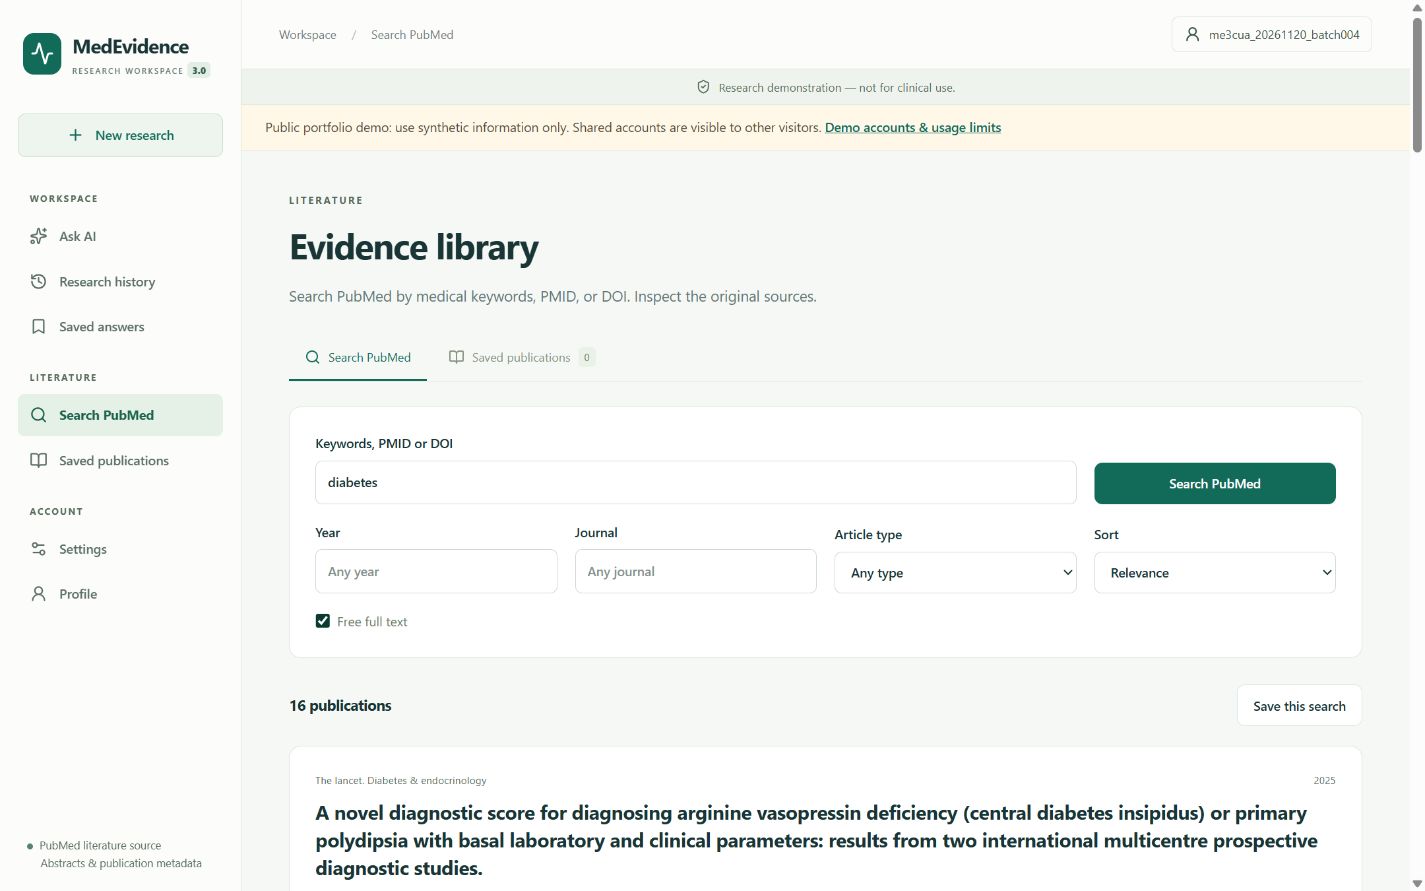 MedEvidence
RESEARCH WORKSPACE 3.0
New research
WORKSPACE
Ask AI
Research history
Saved answers
LITERATURE
Search PubMed
Saved publications
ACCOUNT
Settings
Profile
PubMed literature source
Abstracts & publication metadata
Workspace / Search PubMed
me3cua_20261120_batch004
Research demonstration — not for clinical use.
Public portfolio demo: use synthetic information only. Shared accounts are visible to other visitors. Demo accounts & usage limits
LITERATURE
Evidence library
Search PubMed by medical keywords, PMID, or DOI. Inspect the original sources.
Search PubMed
Saved publications 0
Keywords, PMID or DOI
diabetes
Search PubMed
Year
Journal
Article type
Sort
Any year
Any journal
Any type
Relevance
Free full text
16 publications
Save this search
The lancet. Diabetes & endocrinology
2025
A novel diagnostic score for diagnosing arginine vasopressin deficiency (central diabetes insipidus) or primary
polydipsia with basal laboratory and clinical parameters: results from two international multicentre prospective
diagnostic studies.